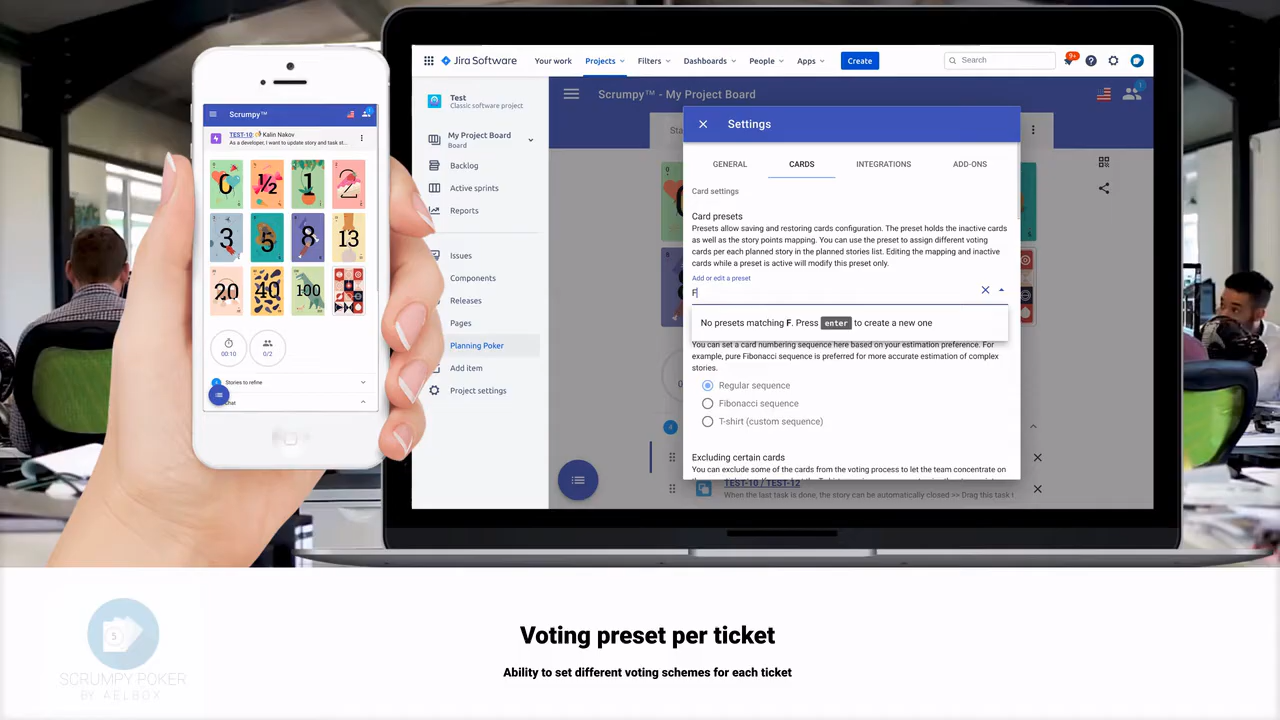 Scrumpy™
1
TEST-10: Kalin Nakov
As a developer, I want to update story and task st...
0
½
1
2
3
5
8
13
20
40
100
00:10
0/2
Stories to refine
Jira Software
Your work
Projects
Filters
Dashboards
People
Apps
Create
Search
9+
Test
Classic software project
My Project Board
Board
Backlog
Active sprints
Reports
Issues
Components
Releases
Pages
Planning Poker
Add item
Project settings
Scrumpy™ - My Project Board
1
Settings
GENERAL
CARDS
INTEGRATIONS
ADD-ONS
Card settings
Card presets
Presets allow saving and restoring cards configuration. The preset holds the inactive cards
as well as the story points mapping. You can use the preset to assign different voting
cards per each planned story in the planned stories list. Editing the mapping and inactive
cards while a preset is active will modify this preset only.
Add or edit a preset
F
No presets matching F. Press enter to create a new one
You can set a card numbering sequence here based on your estimation preference. For
example, pure Fibonacci sequence is preferred for more accurate estimation of complex
stories.
Regular sequence
Fibonacci sequence
T-shirt (custom sequence)
Excluding certain cards
You can exclude some of the cards from the voting process to let the team concentrate on
4
TEST-10 / TEST-12
When the last task is done, the story can be automatically closed >> Drag this task t
Voting preset per ticket
Ability to set different voting schemes for each ticket
5
SCRUMPY POKER
BY AELBOX